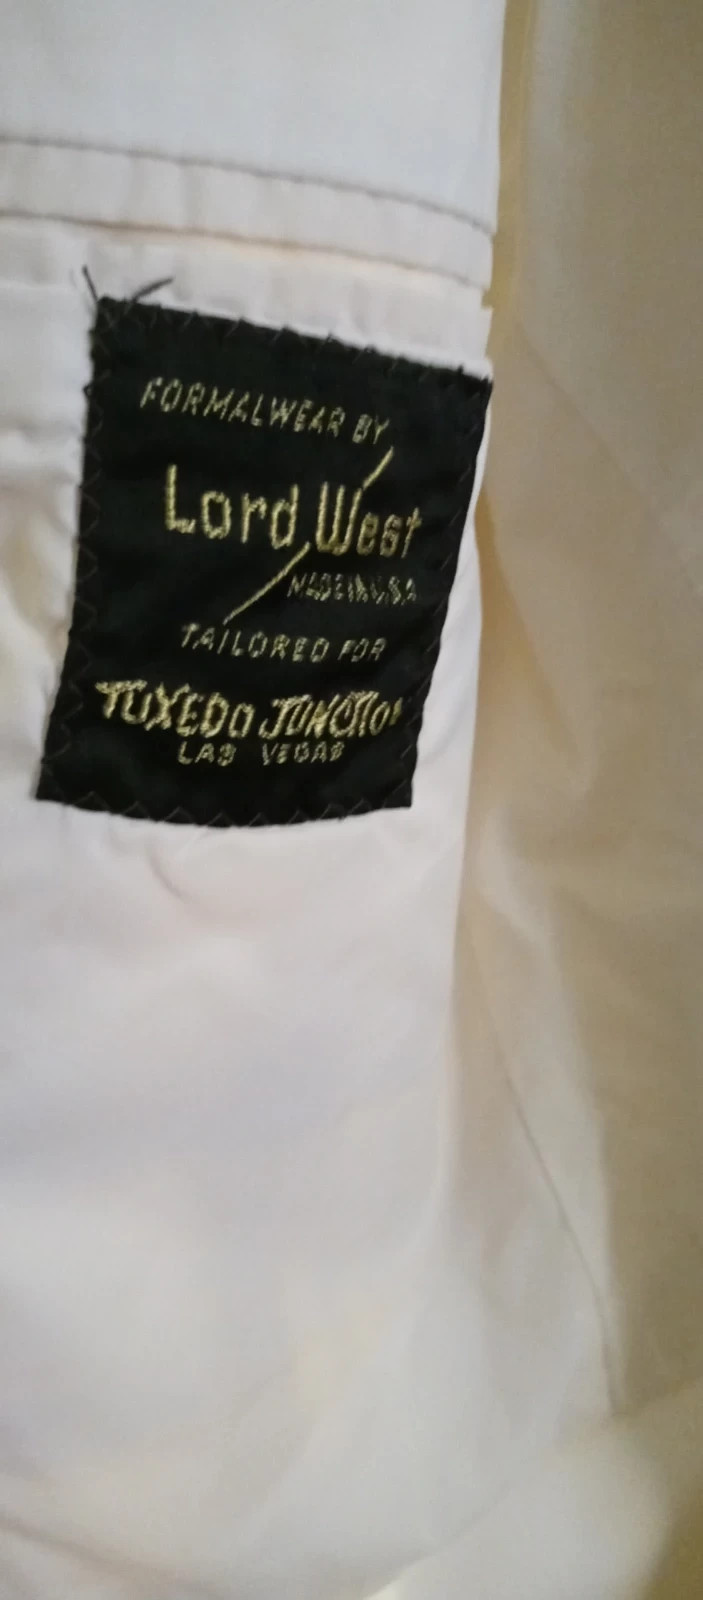 FORMALWEAR BY
Lord West
MADE IN U.S.A
TAILORED FOR
TUXEDO JUNCTION
LAS VEGAS